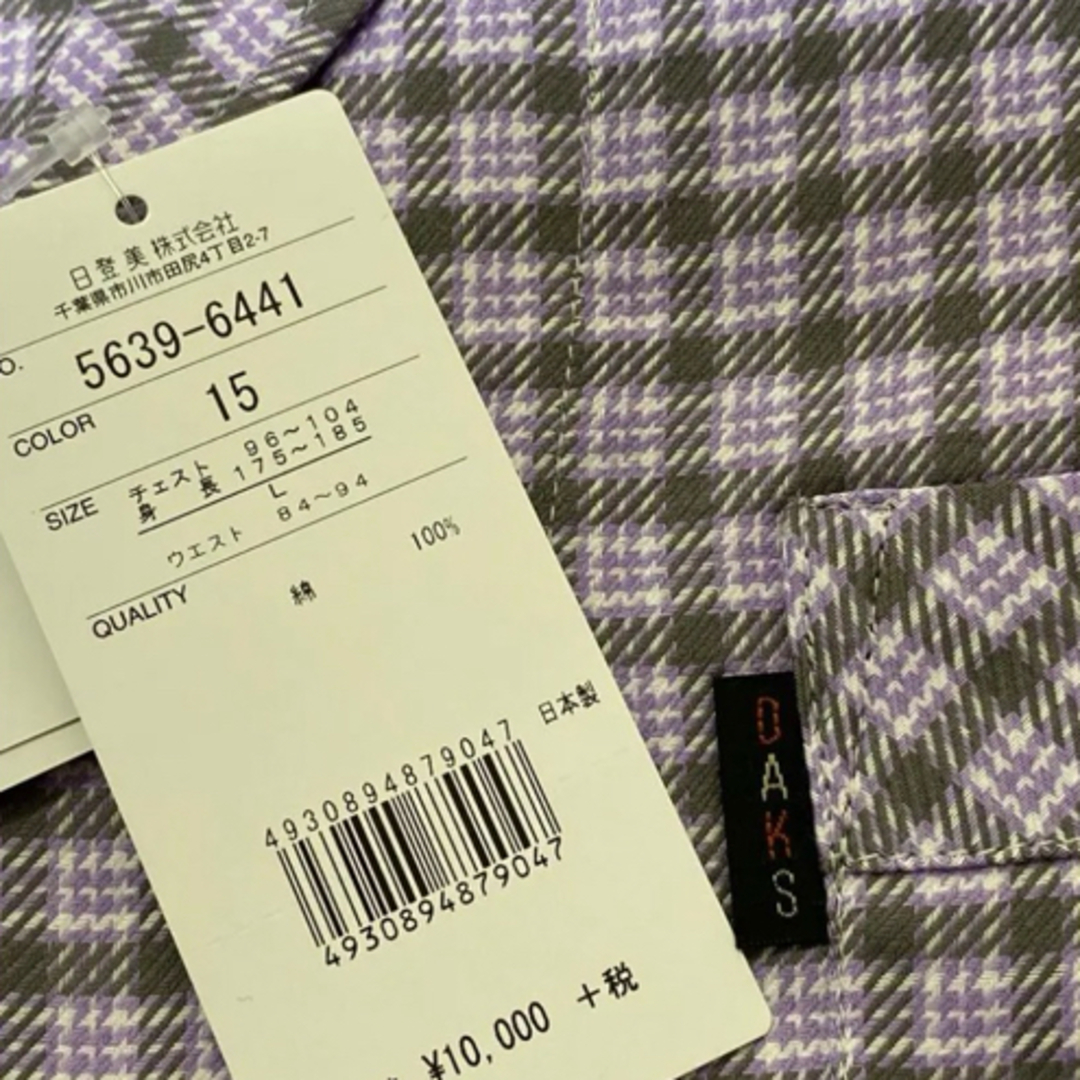 日登美株式会社
千葉県市川市田尻4丁目2-7
O. 5639-6441
COLOR 15
SIZE チェスト 96~104
身長 175~185
L
ウエスト 84~94
QUALITY 綿 100%
日本製
4930894879047
4930894879047
¥10,000 +税
DAKS